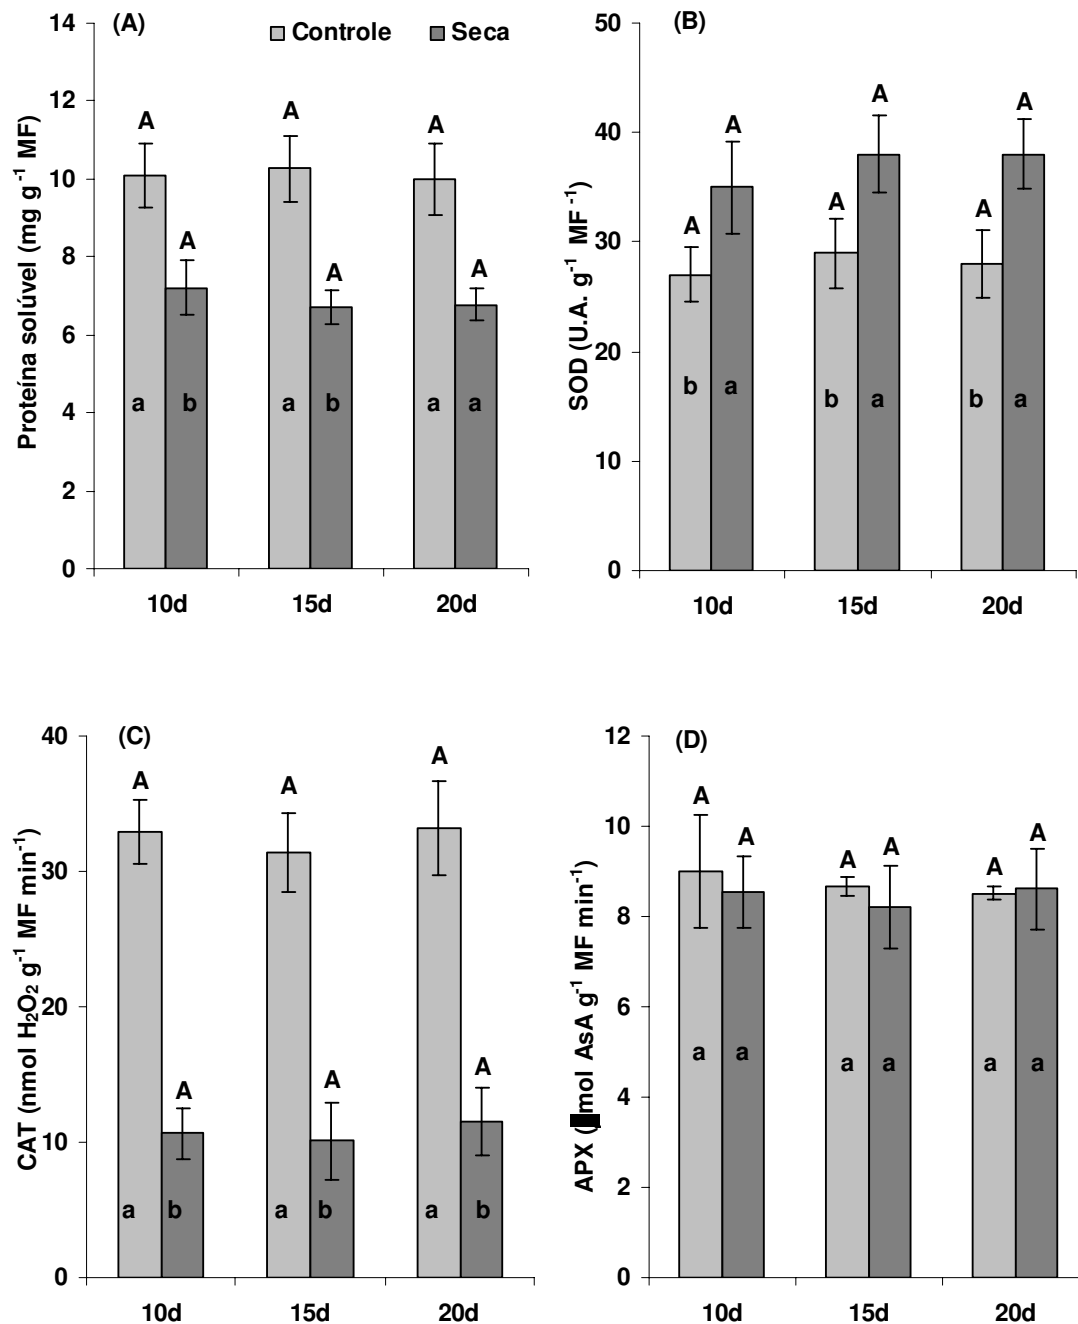 (A)
Controle Seca
Proteína solúvel (mg g⁻¹ MF)
14
12
10
8
6
4
2
0
A A A
A A A
a b a b a a
10d 15d 20d
(B)
SOD (U.A. g⁻¹ MF⁻¹)
50
40
30
20
10
0
A A A
A A A
b a b a b a
10d 15d 20d
(C)
CAT (nmol H₂O₂ g⁻¹ MF min⁻¹)
40
30
20
10
0
A A A
A A A
a b a b a b
10d 15d 20d
(D)
APX ( mol AsA g⁻¹ MF min⁻¹)
12
10
8
6
4
2
0
A A A A A A
a a a a a a
10d 15d 20d